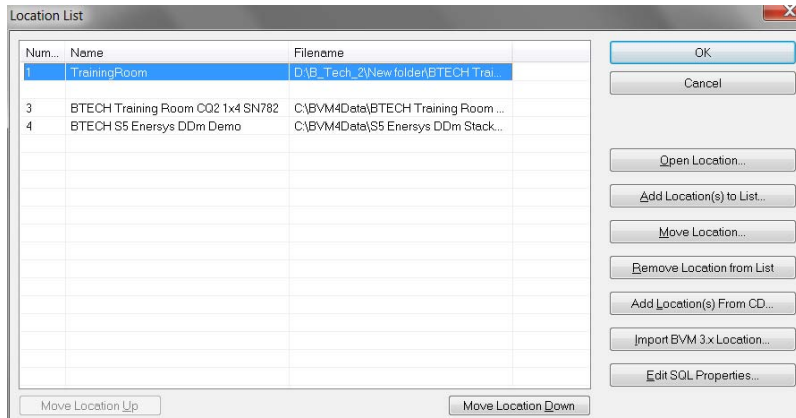 Location List
Num... Name Filename
1 TrainingRoom D:\B_Tech_2\New folder\BTECH Trai...
3 BTECH Training Room CQ2 1x4 SN782 C:\BVM4Data\BTECH Training Room ...
4 BTECH S5 Enersys DDm Demo C:\BVM4Data\S5 Enersys DDm Stack...
OK
Cancel
Open Location...
Add Location(s) to List...
Move Location...
Remove Location from List
Add Location(s) From CD...
Import BVM 3.x Location...
Edit SQL Properties...
Move Location Up Move Location Down